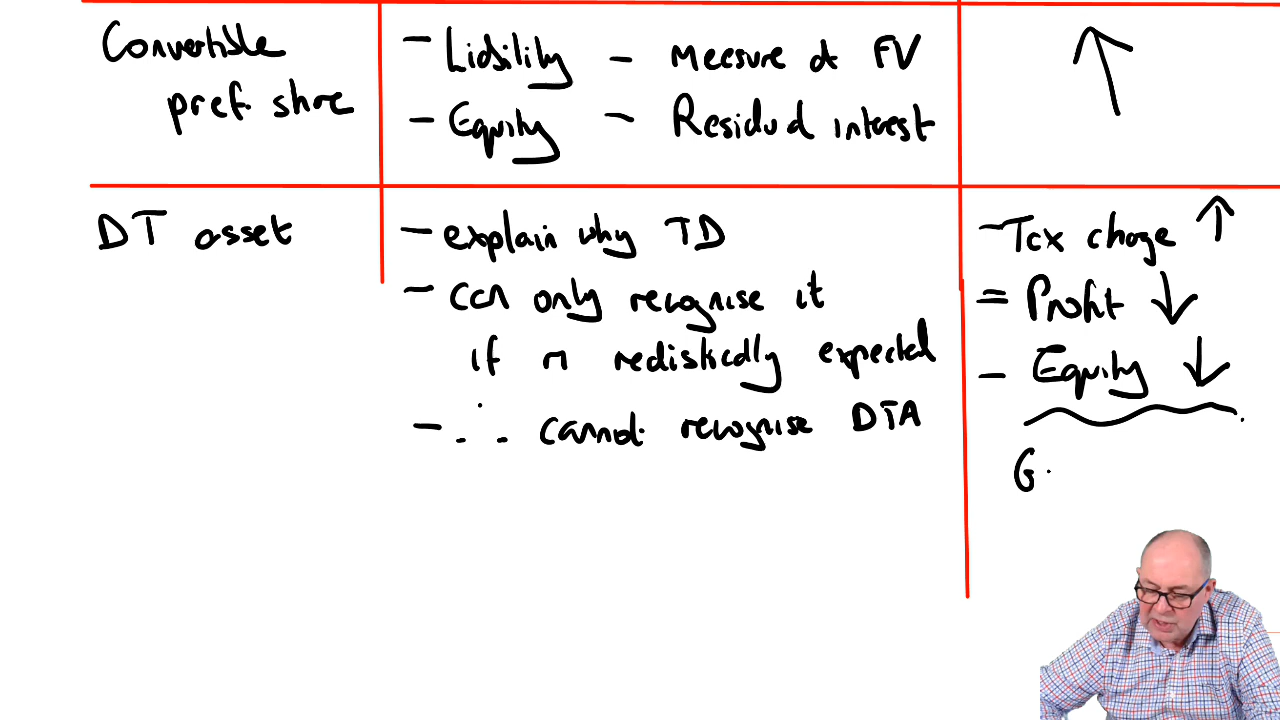 Convertible
pref. share
- Liability - Measure at FV
- Equity - Residual interest
DT asset
- explain why TD
- can only recognise it
if realistically expected
- ∴ cannot recognise DTA
- Tax charge ↑
= Profit ↓
- Equity ↓
G.